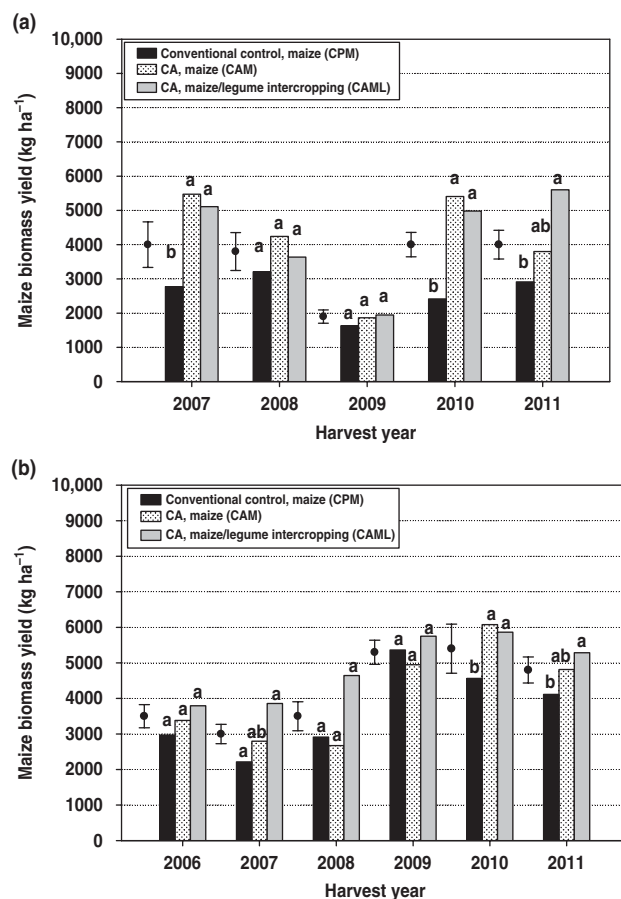 (a)
10,000
9000
8000
7000
6000
5000
4000
3000
2000
1000
0
Maize biomass yield (kg ha⁻¹)
Conventional control, maize (CPM)
CA, maize (CAM)
CA, maize/legume intercropping (CAML)
b a a
a a a
a a a
b a a
b ab a
2007 2008 2009 2010 2011
Harvest year
(b)
10,000
9000
8000
7000
6000
5000
4000
3000
2000
1000
0
Maize biomass yield (kg ha⁻¹)
Conventional control, maize (CPM)
CA, maize (CAM)
CA, maize/legume intercropping (CAML)
a a a
a ab a
a a a
a a a
b a a
b ab a
2006 2007 2008 2009 2010 2011
Harvest year